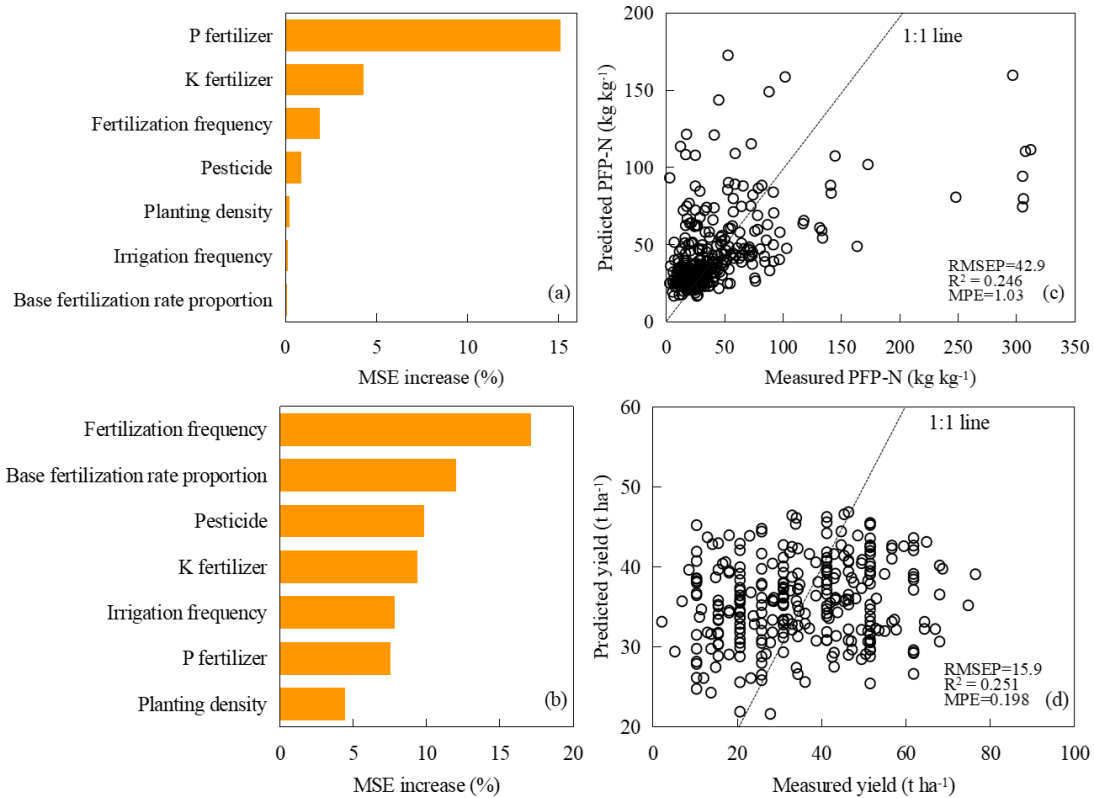 P fertilizer
K fertilizer
Fertilization frequency
Pesticide
Planting density
Irrigation frequency
Base fertilization rate proportion
(a)
0 5 10 15
MSE increase (%)
200
150
100
50
0
Predicted PFP-N (kg kg⁻¹)
1:1 line
RMSEP=42.9
R² = 0.246
MPE=1.03
(c)
0 50 100 150 200 250 300 350
Measured PFP-N (kg kg⁻¹)
Fertilization frequency
Base fertilization rate proportion
Pesticide
K fertilizer
Irrigation frequency
P fertilizer
Planting density
(b)
0 5 10 15 20
MSE increase (%)
60
50
40
30
20
Predicted yield (t ha⁻¹)
1:1 line
RMSEP=15.9
R² = 0.251
MPE=0.198
(d)
0 20 40 60 80 100
Measured yield (t ha⁻¹)